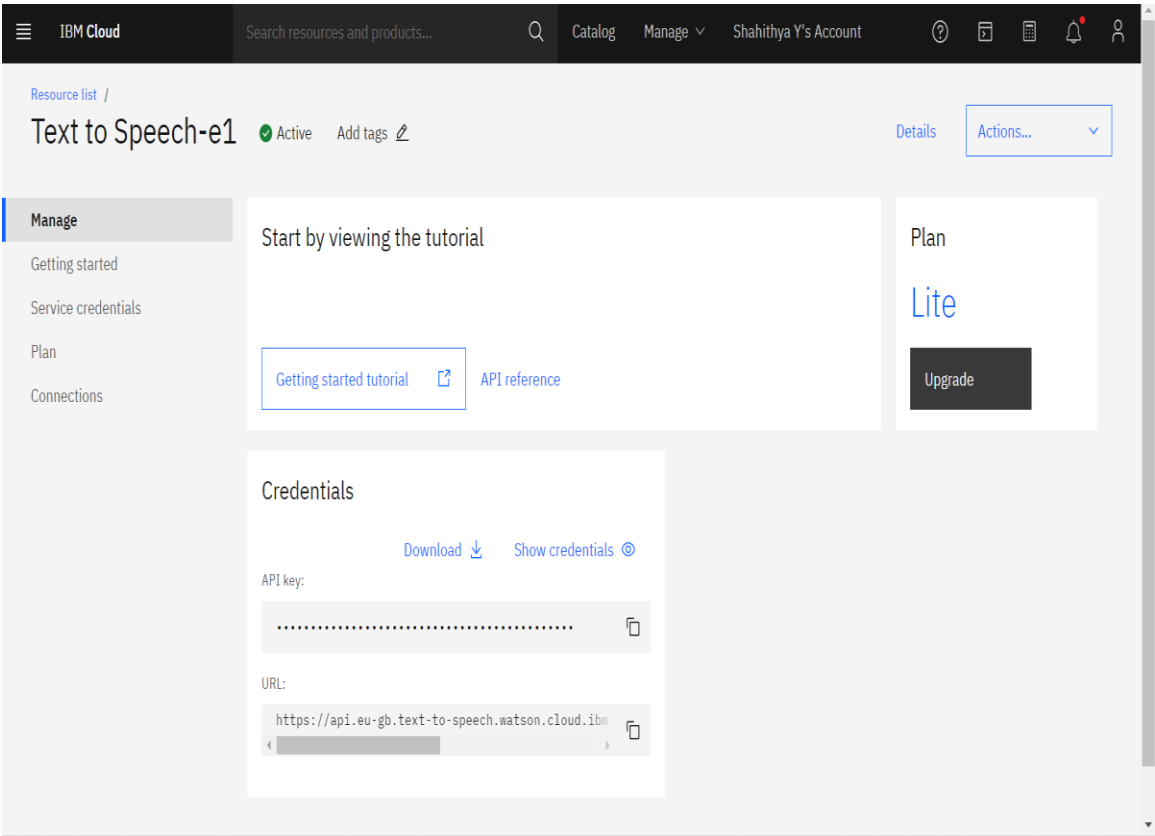 IBM Cloud Search resources and products... Catalog Manage Shahithya Y's Account
Resource list /
Text to Speech-e1 Active Add tags Details Actions...
Manage
Getting started
Service credentials
Plan
Connections
Start by viewing the tutorial
Getting started tutorial API reference
Plan
Lite
Upgrade
Credentials
Download Show credentials
API key:
•••••••••••••••••••••••••••••••••••••••••••• 
URL:
https://api.eu-gb.text-to-speech.watson.cloud.ibm.